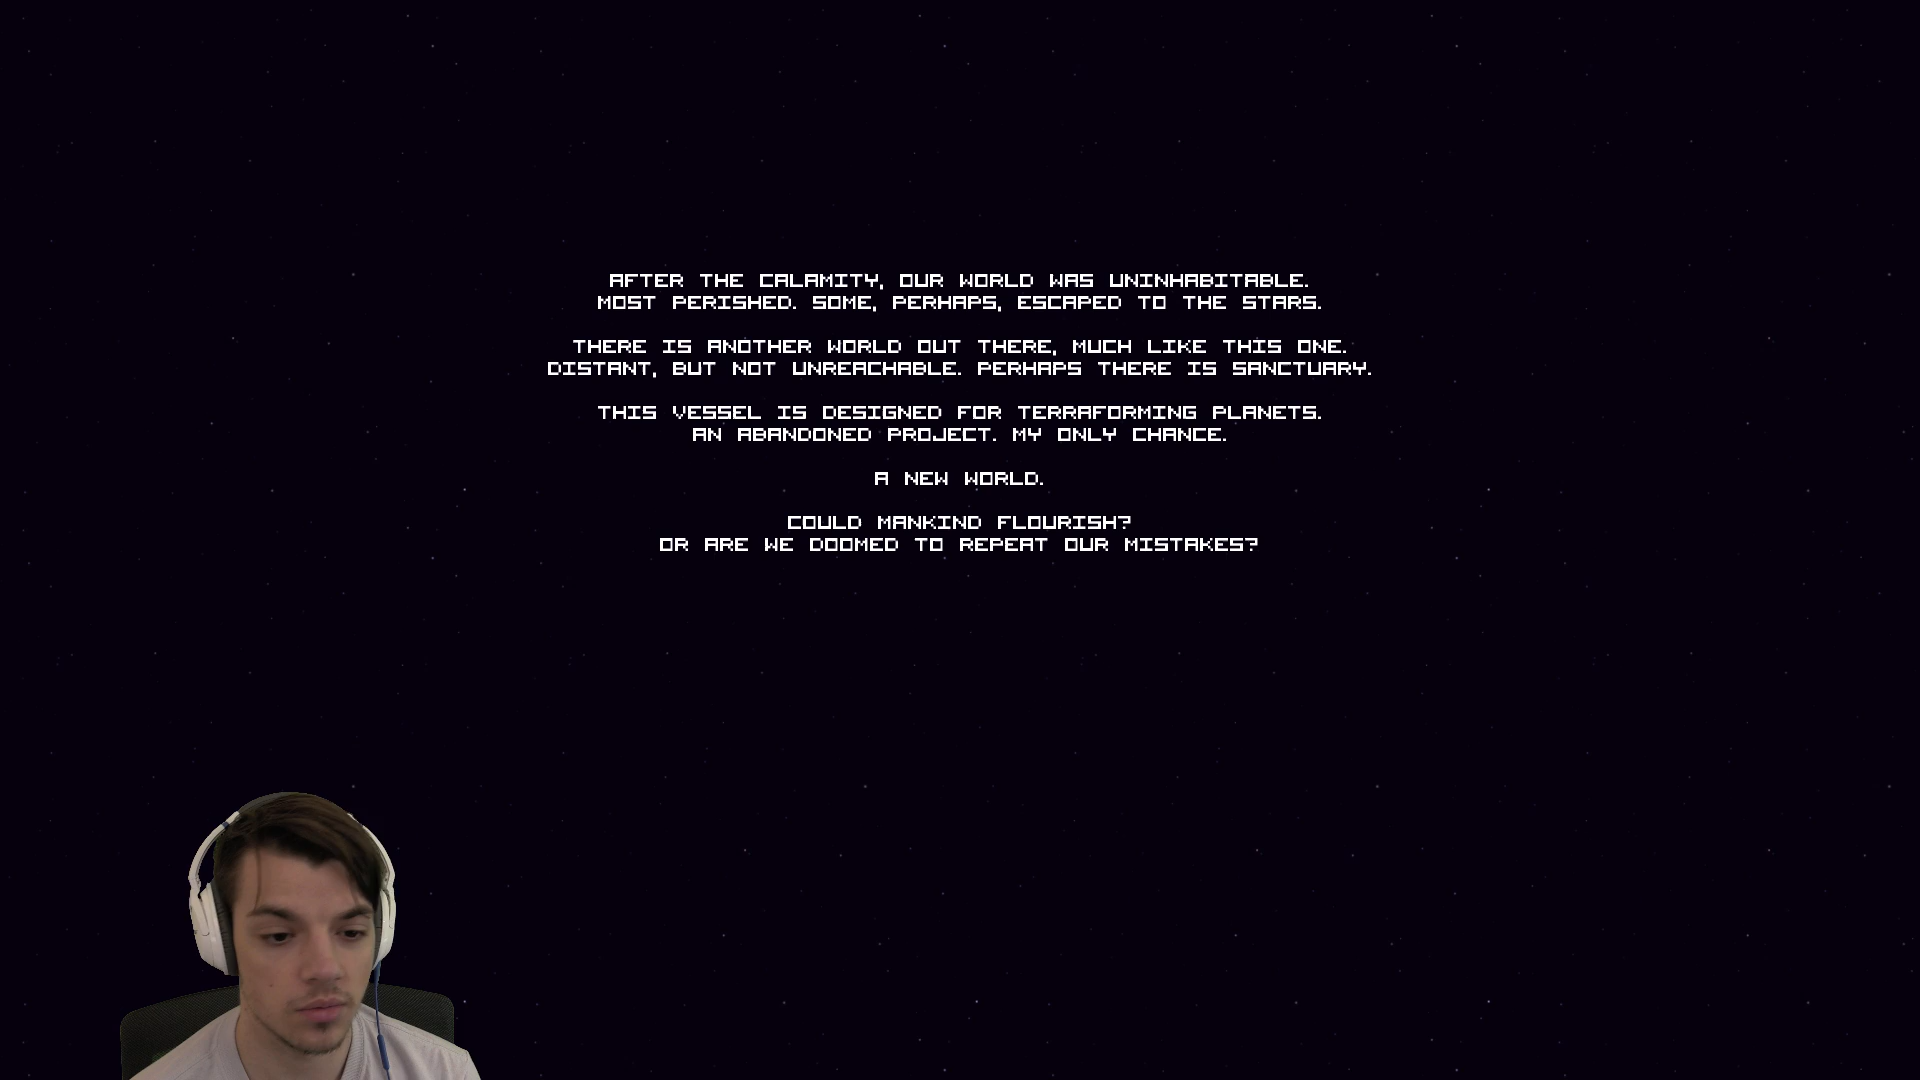 AFTER THE CALAMITY, OUR WORLD WAS UNINHABITABLE.
MOST PERISHED. SOME, PERHAPS, ESCAPED TO THE STARS.
THERE IS ANOTHER WORLD OUT THERE, MUCH LIKE THIS ONE.
DISTANT, BUT NOT UNREACHABLE. PERHAPS THERE IS SANCTUARY.
THIS VESSEL IS DESIGNED FOR TERRAFORMING PLANETS.
AN ABANDONED PROJECT. MY ONLY CHANCE.
A NEW WORLD.
COULD MANKIND FLOURISH?
OR ARE WE DOOMED TO REPEAT OUR MISTAKES?